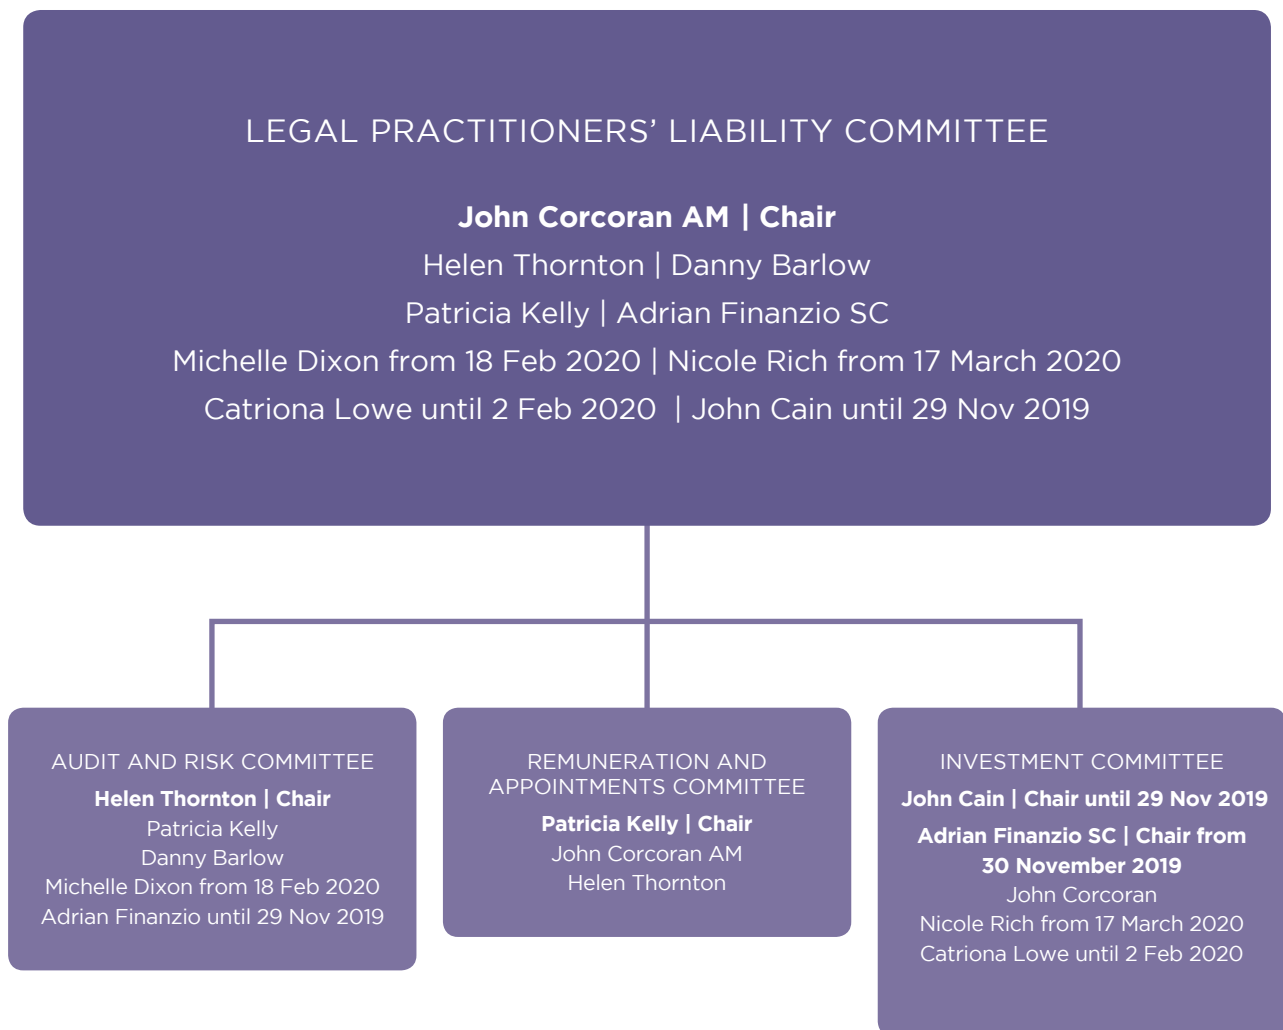 LEGAL PRACTITIONERS’ LIABILITY COMMITTEE
John Corcoran AM | Chair
Helen Thornton | Danny Barlow
Patricia Kelly | Adrian Finanzio SC
Michelle Dixon from 18 Feb 2020 | Nicole Rich from 17 March 2020
Catriona Lowe until 2 Feb 2020 | John Cain until 29 Nov 2019
AUDIT AND RISK COMMITTEE
Helen Thornton | Chair
Patricia Kelly
Danny Barlow
Michelle Dixon from 18 Feb 2020
Adrian Finanzio until 29 Nov 2019
REMUNERATION AND
APPOINTMENTS COMMITTEE
Patricia Kelly | Chair
John Corcoran AM
Helen Thornton
INVESTMENT COMMITTEE
John Cain | Chair until 29 Nov 2019
Adrian Finanzio SC | Chair from
30 November 2019
John Corcoran
Nicole Rich from 17 March 2020
Catriona Lowe until 2 Feb 2020